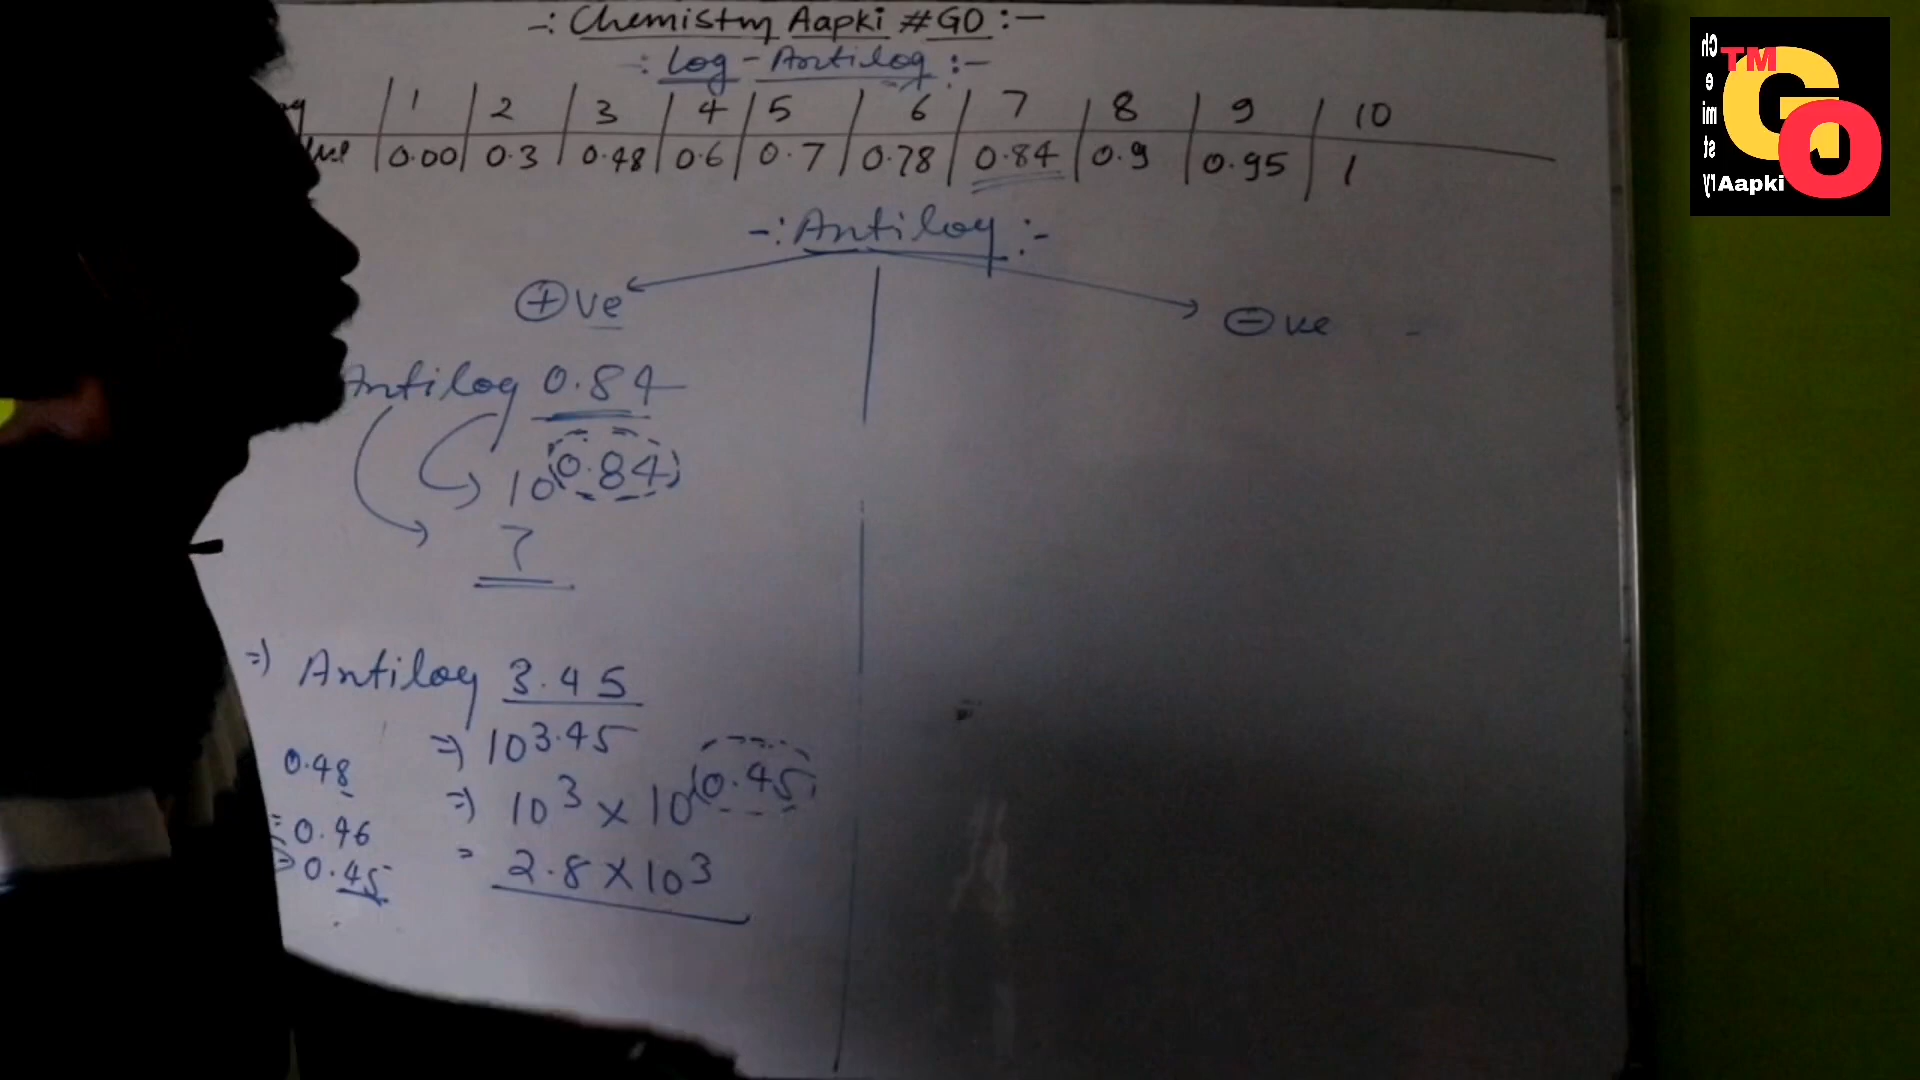 -: Chemistry Aapki #GO :-
-: Log - Antilog :-
1 2 3 4 5 6 7 8 9 10
0.00 0.3 0.48 0.6 0.7 0.78 0.84 0.9 0.95 1
-: Antilog :-
+ve -ve
Antilog 0.84
10^0.84
7
=) Antilog 3.45
=) 10^3.45
0.48
=) 10^3 × 10^(0.45)
= 0.46
=> 0.45
= 2.8 × 10^3
Chemistry
TM
GO
Aapki